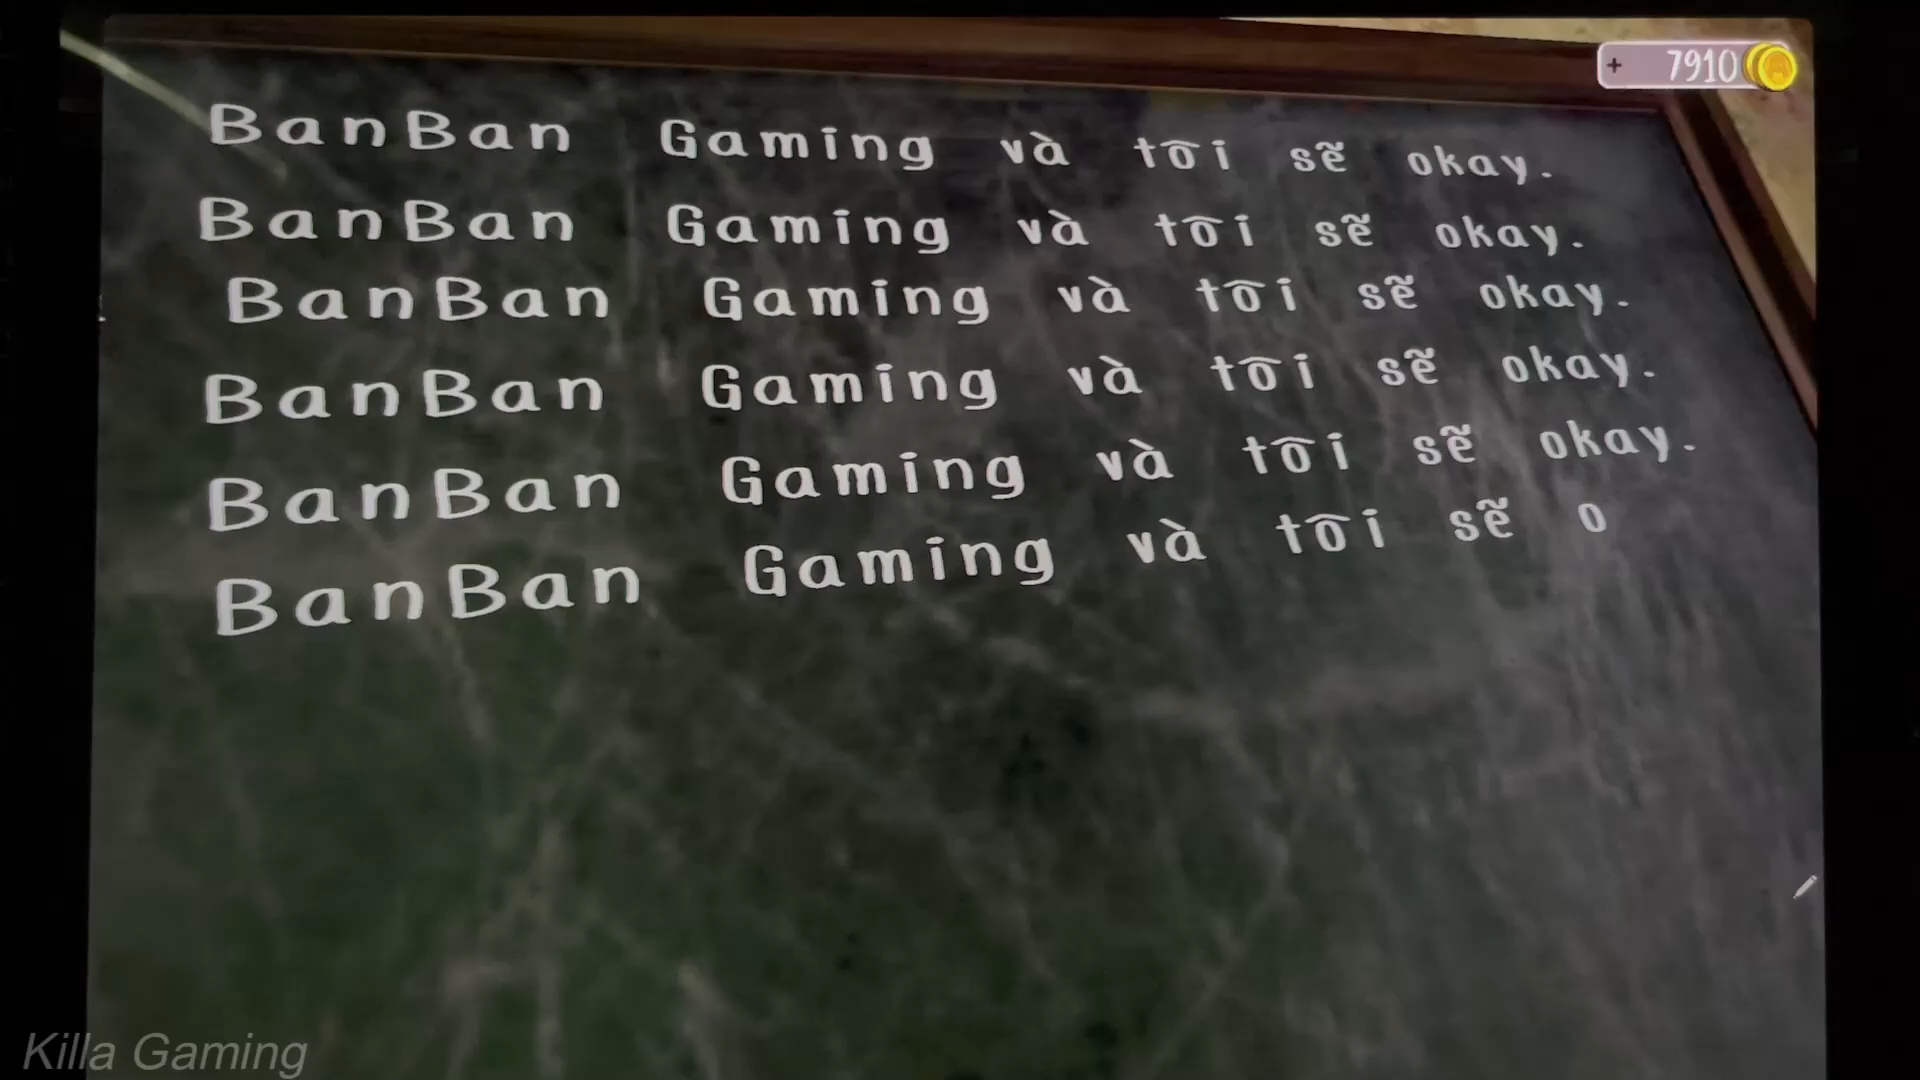 + 7910
BanBan Gaming và tôi sẽ okay.
BanBan Gaming và tôi sẽ okay.
BanBan Gaming và tôi sẽ okay.
BanBan Gaming và tôi sẽ okay.
BanBan Gaming và tôi sẽ okay.
BanBan Gaming và tôi sẽ o
Killa Gaming